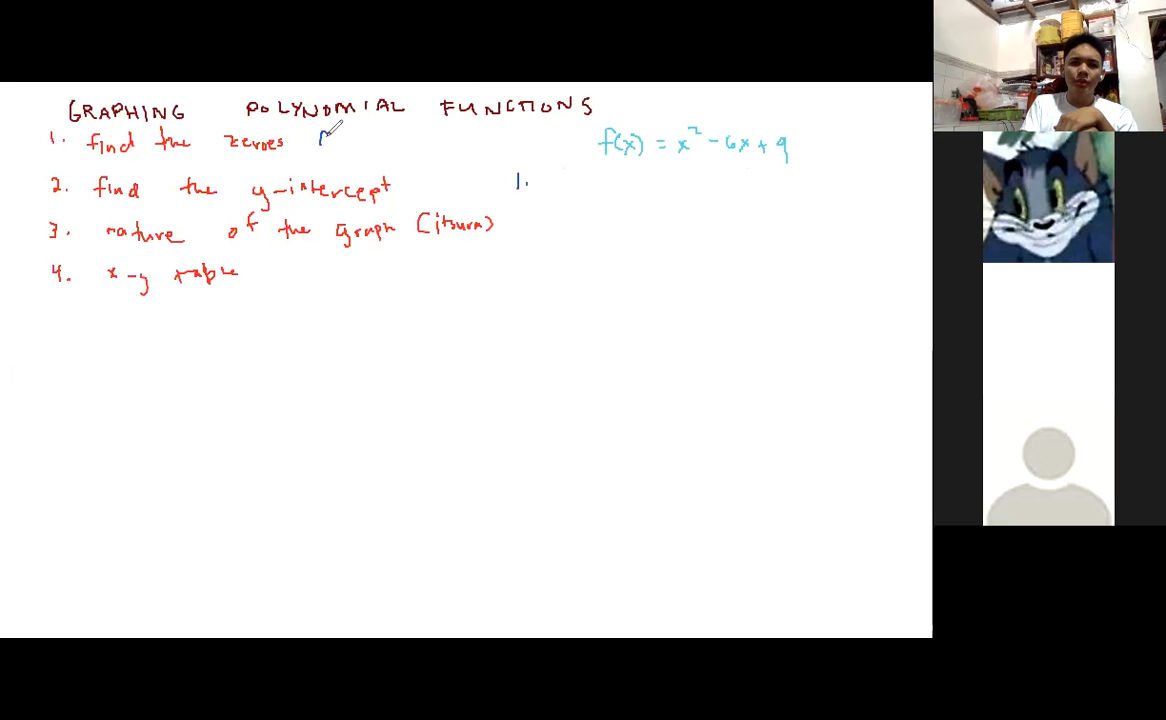 GRAPHING POLYNOMIAL FUNCTIONS
1. find the zeroes
f(x) = x² - 6x + 9
2. find the y-intercept
1.
3. nature of the graph (itsura)
4. x-y table